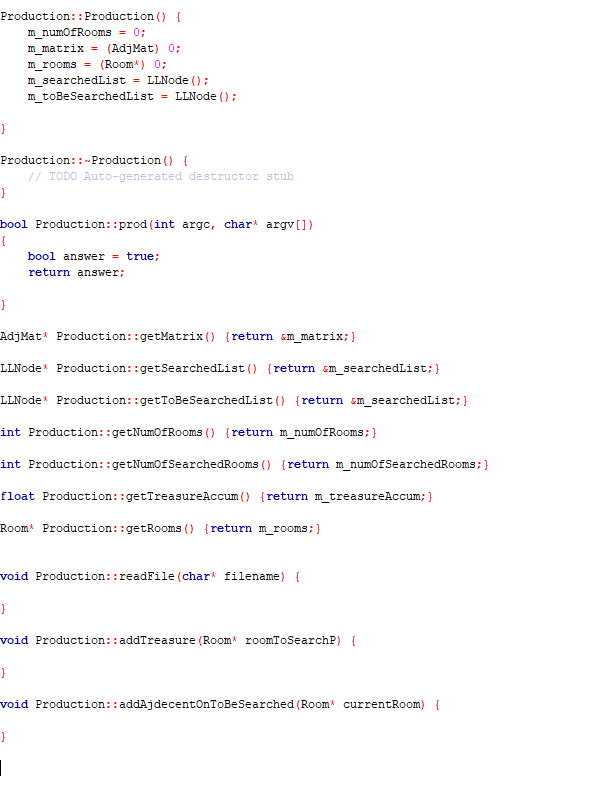 Production::Production() {
    m_numOfRooms = 0;
    m_matrix = (AdjMat) 0;
    m_rooms = (Room*) 0;
    m_searchedList = LLNode();
    m_toBeSearchedList = LLNode();
}
Production::~Production() {
    // TODO Auto-generated destructor stub
}
bool Production::prod(int argc, char* argv[])
{
    bool answer = true;
    return answer;
}
AdjMat* Production::getMatrix() {return &m_matrix;}
LLNode* Production::getSearchedList() {return &m_searchedList;}
LLNode* Production::getToBeSearchedList() {return &m_searchedList;}
int Production::getNumOfRooms() {return m_numOfRooms;}
int Production::getNumOfSearchedRooms() {return m_numOfSearchedRooms;}
float Production::getTreasureAccum() {return m_treasureAccum;}
Room* Production::getRooms() {return m_rooms;}
void Production::readFile(char* filename) {
}
void Production::addTreasure(Room* roomToSearchP) {
}
void Production::addAjdecentOnToBeSearched(Room* currentRoom) {
}